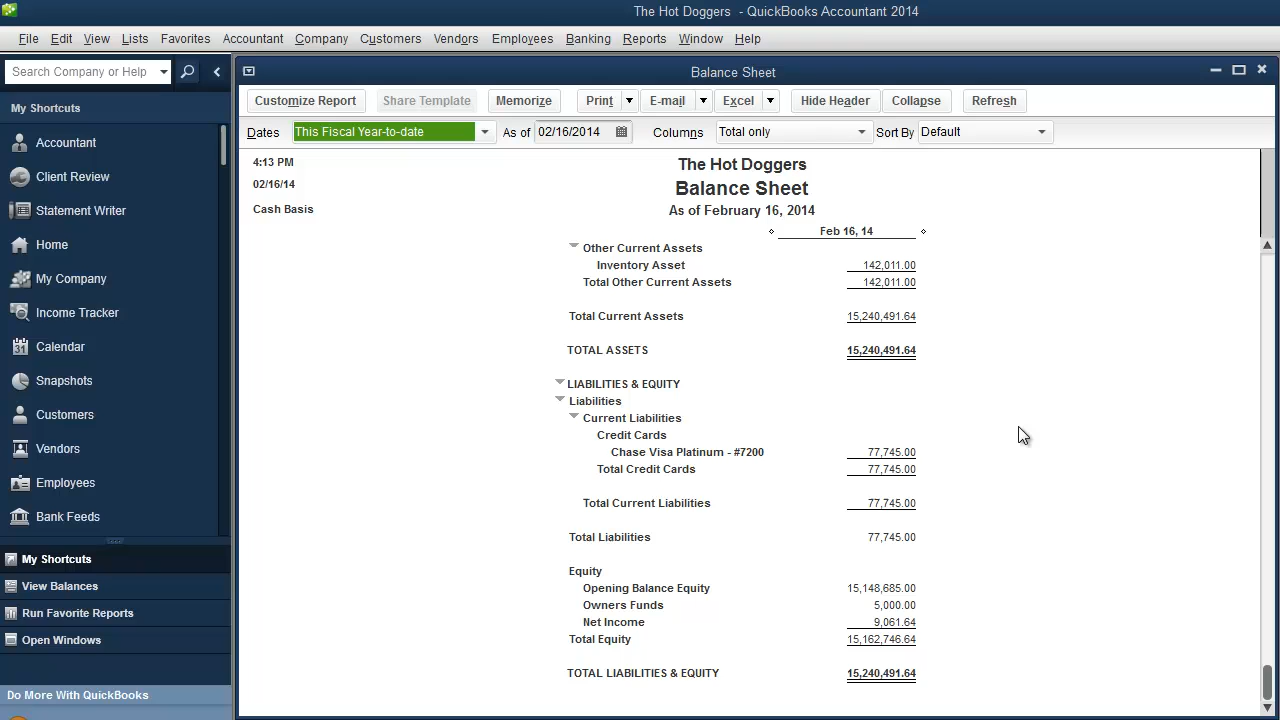 The Hot Doggers - QuickBooks Accountant 2014
File Edit View Lists Favorites Accountant Company Customers Vendors Employees Banking Reports Window Help
Search Company or Help
Balance Sheet
My Shortcuts
Customize Report Share Template Memorize Print E-mail Excel Hide Header Collapse Refresh
Dates This Fiscal Year-to-date As of 02/16/2014 Columns Total only Sort By Default
Accountant
Client Review
Statement Writer
Home
My Company
Income Tracker
31 Calendar
Snapshots
Customers
Vendors
Employees
Bank Feeds
My Shortcuts
View Balances
Run Favorite Reports
Open Windows
Do More With QuickBooks
4:13 PM
02/16/14
Cash Basis
The Hot Doggers
Balance Sheet
As of February 16, 2014
Feb 16, 14
Other Current Assets
Inventory Asset 142,011.00
Total Other Current Assets 142,011.00
Total Current Assets 15,240,491.64
TOTAL ASSETS 15,240,491.64
LIABILITIES & EQUITY
Liabilities
Current Liabilities
Credit Cards
Chase Visa Platinum - #7200 77,745.00
Total Credit Cards 77,745.00
Total Current Liabilities 77,745.00
Total Liabilities 77,745.00
Equity
Opening Balance Equity 15,148,685.00
Owners Funds 5,000.00
Net Income 9,061.64
Total Equity 15,162,746.64
TOTAL LIABILITIES & EQUITY 15,240,491.64